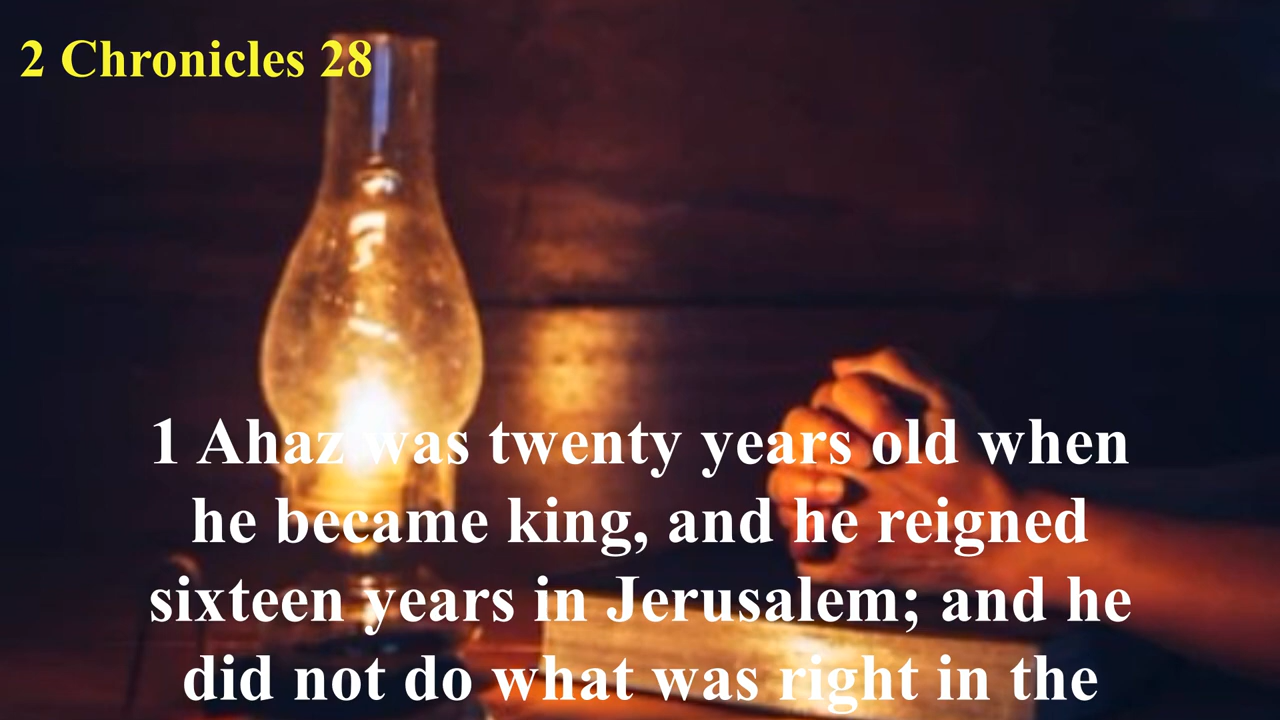 2 Chronicles 28
1 Ahaz was twenty years old when
he became king, and he reigned
sixteen years in Jerusalem; and he
did not do what was right in the